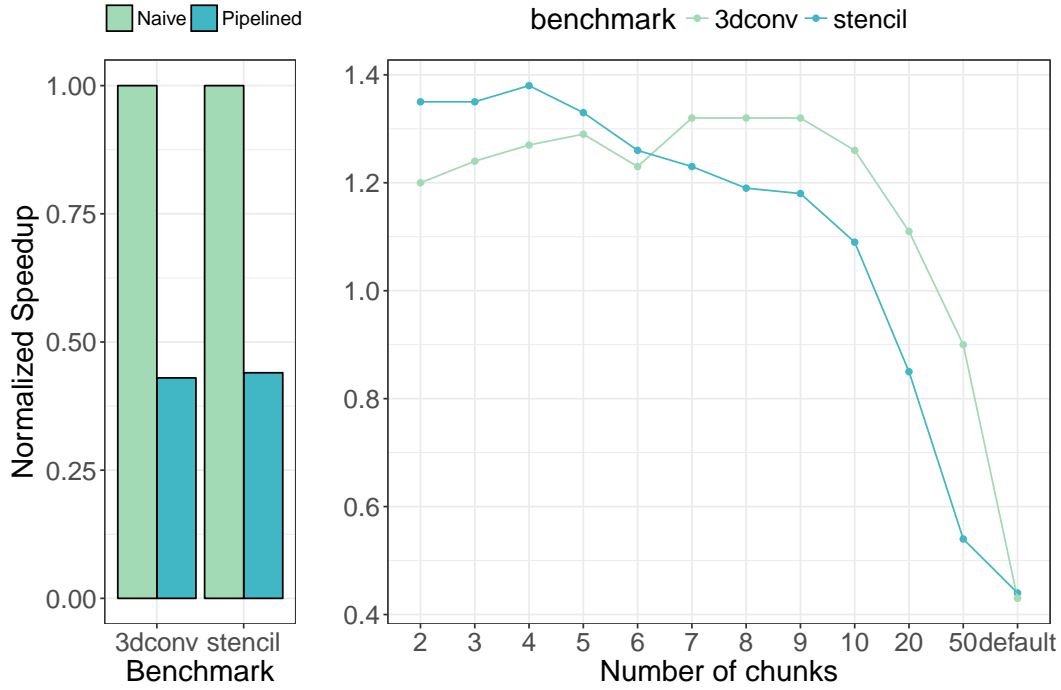 Naive Pipelined
Normalized Speedup
1.00
0.75
0.50
0.25
0.00
3dconv stencil
Benchmark
benchmark 3dconv stencil
1.4
1.2
1.0
0.8
0.6
0.4
2 3 4 5 6 7 8 9 10 20 50 default
Number of chunks